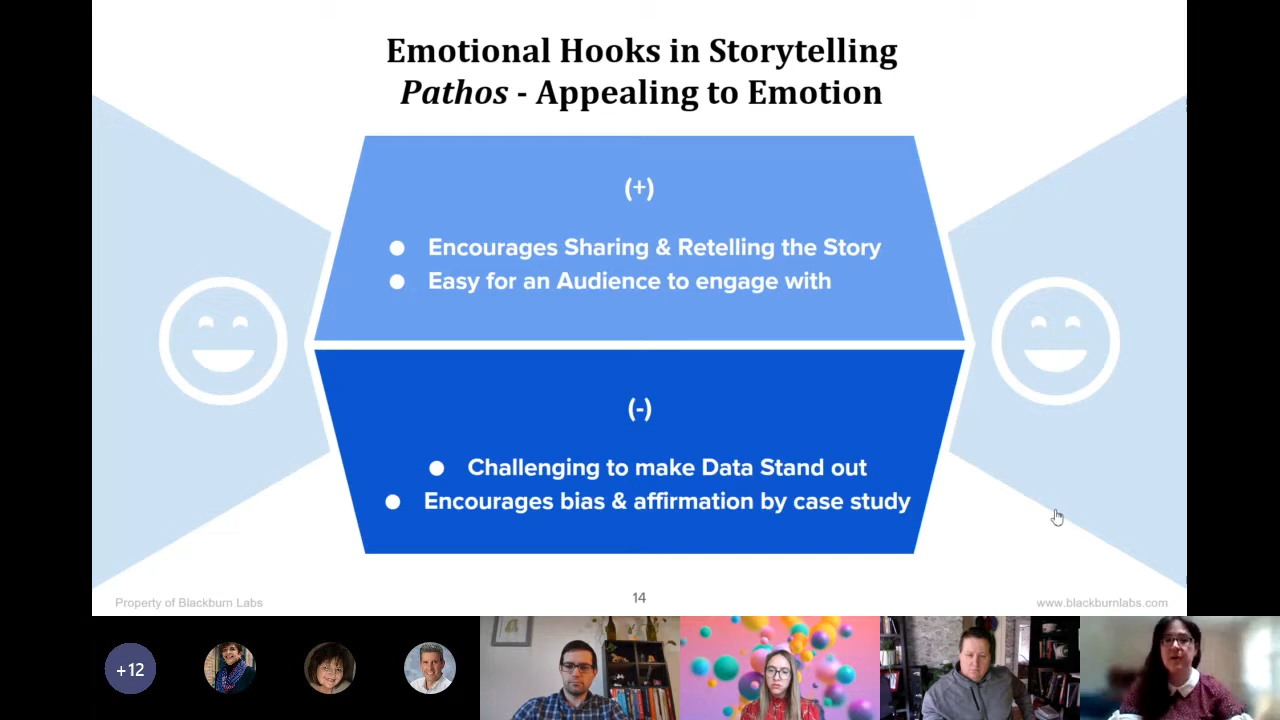 Emotional Hooks in Storytelling
Pathos - Appealing to Emotion
(+)
● Encourages Sharing & Retelling the Story
● Easy for an Audience to engage with
(-)
● Challenging to make Data Stand out
● Encourages bias & affirmation by case study
Property of Blackburn Labs
14
www.blackburnlabs.com
+12